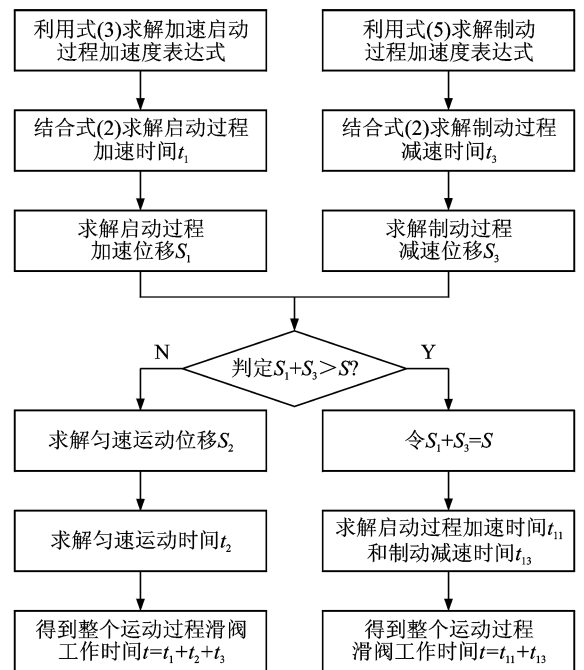 利用式(3)求解加速启动
过程加速度表达式
利用式(5)求解制动
过程加速度表达式
结合式(2)求解启动过程
加速时间t₁
结合式(2)求解制动过程
减速时间t₃
求解启动过程
加速位移S₁
求解制动过程
减速位移S₃
N
判定S₁+S₃＞S?
Y
求解匀速运动位移S₂
令S₁+S₃=S
求解匀速运动时间t₂
求解启动过程加速时间t₁₁
和制动减速时间t₁₃
得到整个运动过程滑阀
工作时间t=t₁+t₂+t₃
得到整个运动过程
滑阀工作时间t=t₁₁+t₁₃